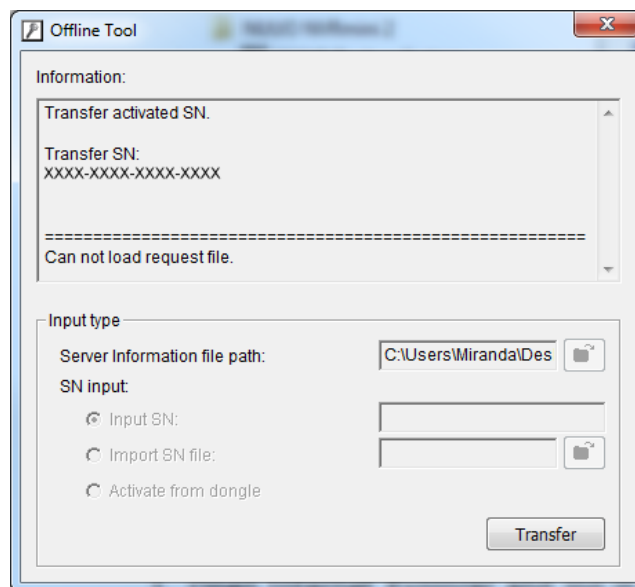 Offline Tool
Information:
Transfer activated SN.
Transfer SN:
XXXX-XXXX-XXXX-XXXX
=====================================================
Can not load request file.
Input type
Server Information file path:
C:\Users\Miranda\Des
SN input:
Input SN:
Import SN file:
Activate from dongle
Transfer